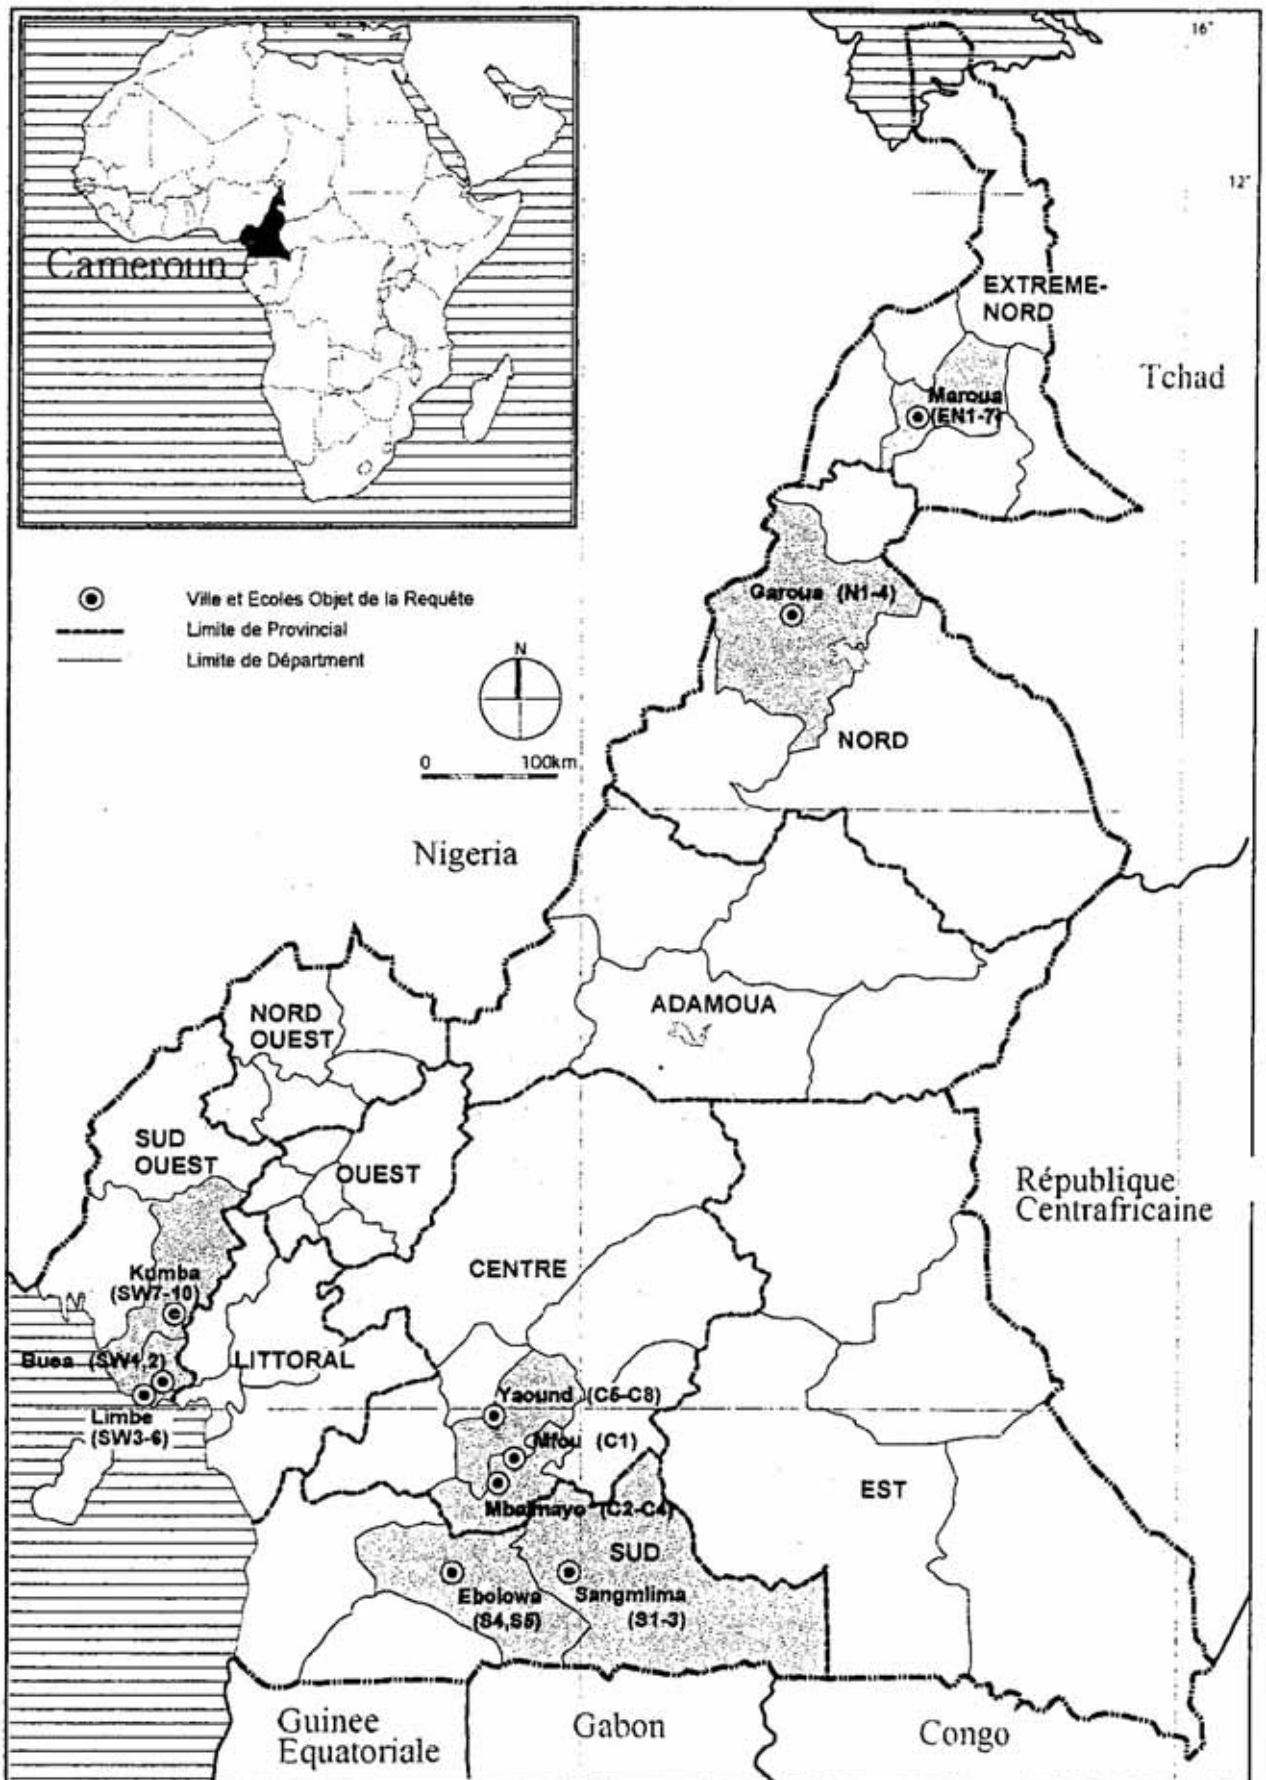 16°
12°
Cameroun
EXTREME-
NORD
Tchad
Maroua
(EN1-7)
Ville et Ecoles Objet de la Requête
Limite de Provincial
Limite de Départment
Garoua (N1-4)
N
0 100km
NORD
Nigeria
NORD
OUEST
ADAMOUA
SUD
OUEST
OUEST
République
Centrafricaine
CENTRE
Kumba
(SW7-10)
Buea (SW1,2)
LITTORAL
Yaound (C5-C8)
Limbe
(SW3-6)
Mfou (C1)
EST
Mbalmayo (C2-C4)
SUD
Ebolowa
(S4,S5)
Sangmlima
(S1-3)
Guinee
Equatoriale
Gabon
Congo